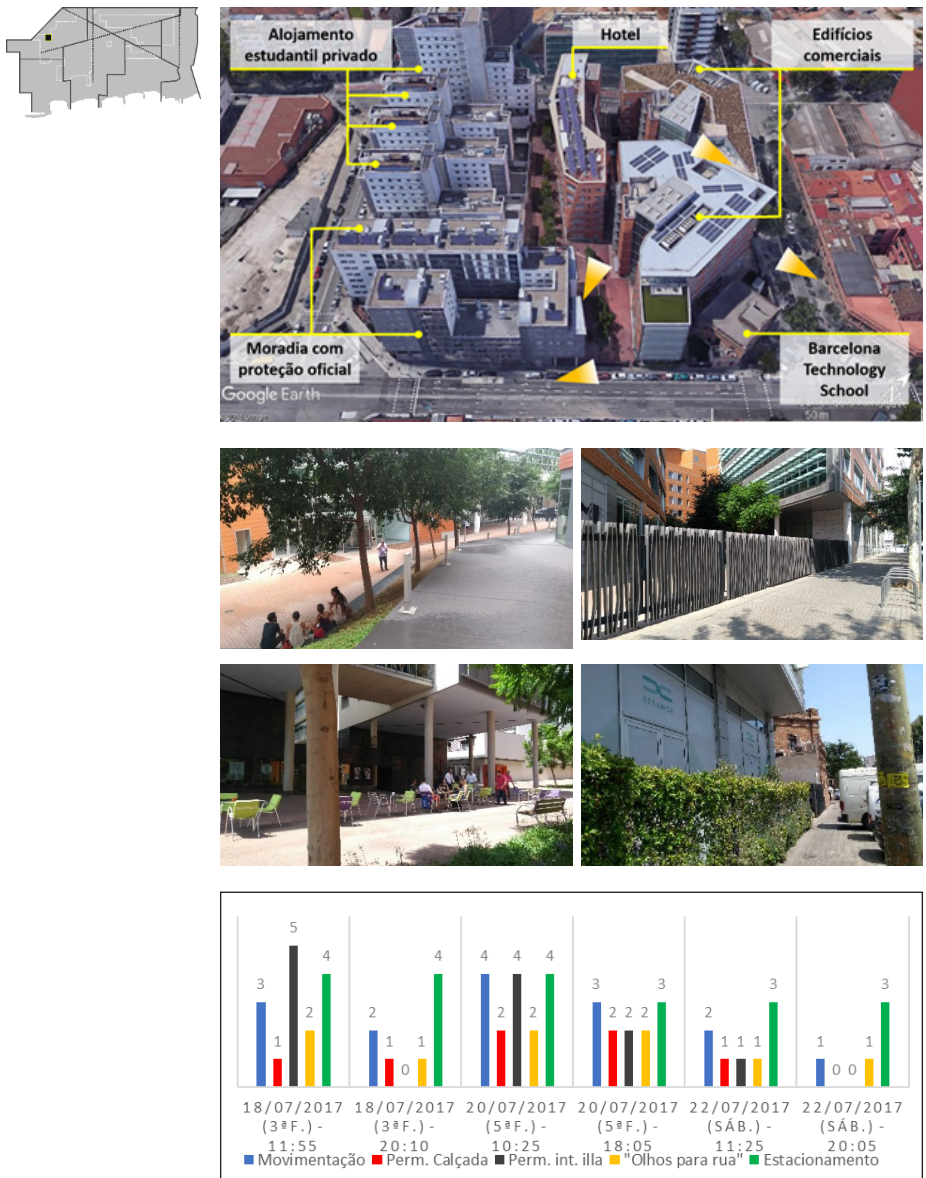 Alojamento
estudantil privado
Hotel
Edifícios
comerciais
Moradia com
proteção oficial
Barcelona
Technology
School
Google Earth
50 m
5
3
1
2
4
2
1
0
1
4
4
2
4
2
4
3
2
2
2
3
2
1
1
1
3
1
0
0
1
3
18/07/2017
(3ªF.) -
11:55
18/07/2017
(3ªF.) -
20:10
20/07/2017
(5ªF.) -
10:25
20/07/2017
(5ªF.) -
18:05
22/07/2017
(SÁB.) -
11:25
22/07/2017
(SÁB.) -
20:05
Movimentação Perm. Calçada Perm. int. illa "Olhos para rua" Estacionamento